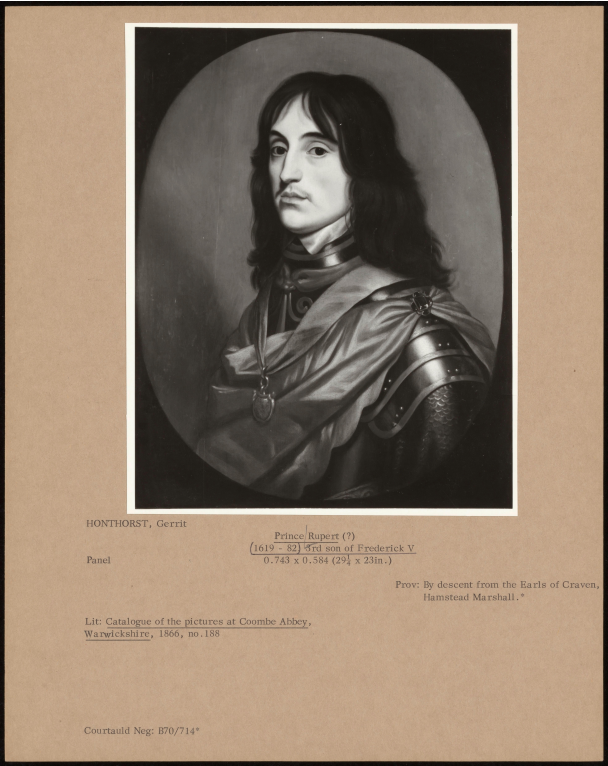 HONTHORST, Gerrit
Prince Rupert (?)
(1619 - 82) 3rd son of Frederick V
Panel
0.743 x 0.584 (29¼ x 23in.)
Prov: By descent from the Earls of Craven,
Hamstead Marshall.*
Lit: Catalogue of the pictures at Coombe Abbey,
Warwickshire, 1866, no.188
Courtauld Neg: B70/714*